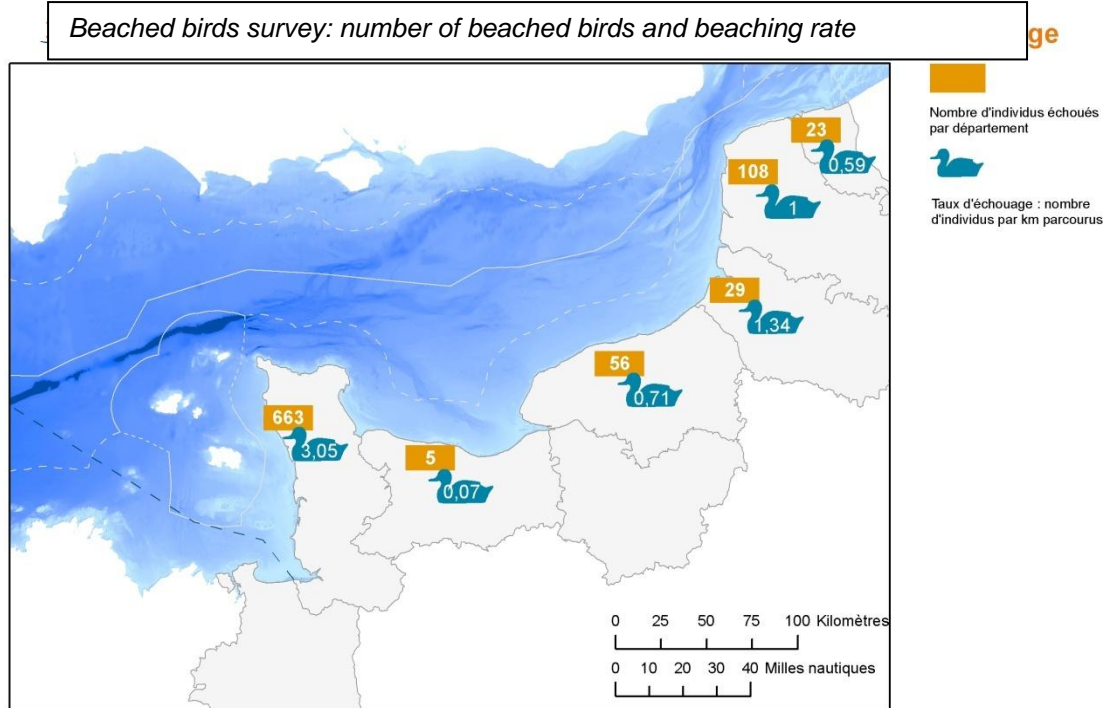 Beached birds survey: number of beached birds and beaching rate
ge
Nombre d'individus échoués
par département
Taux d'échouage : nombre
d'individus par km parcourus
23
0,59
108
1
29
1,34
56
0,71
663
3,05
5
0,07
0 25 50 75 100 Kilomètres
0 10 20 30 40 Milles nautiques